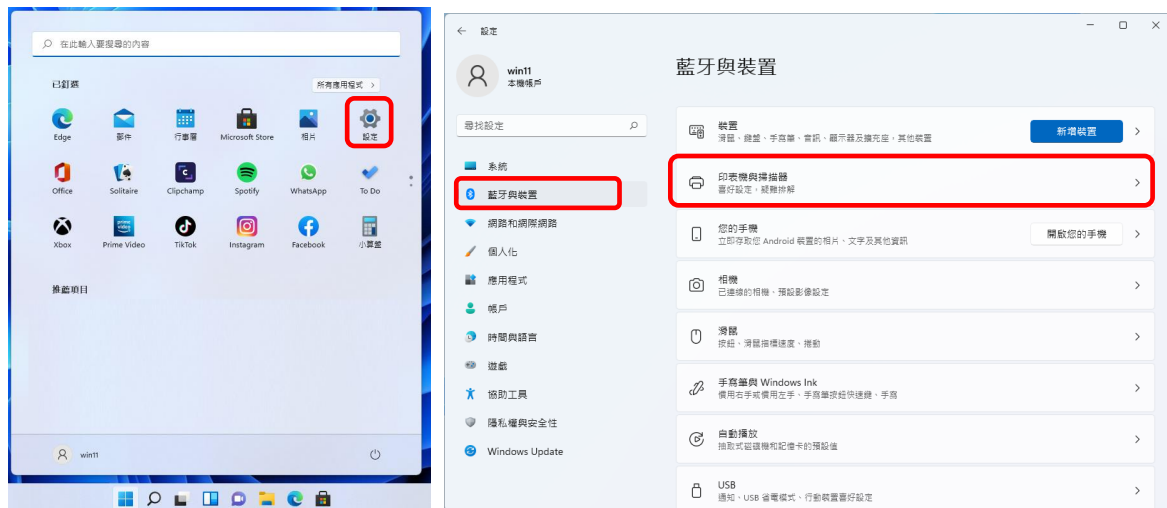 在此輸入要搜尋的內容
已釘選
所有應用程式 >
Edge
郵件
行事曆
Microsoft Store
相片
設定
Office
Solitaire
Clipchamp
Spotify
WhatsApp
To Do
Xbox
prime video
Prime Video
TikTok
Instagram
Facebook
小算盤
推薦項目
win11
← 設定
win11
本機帳戶
尋找設定
系統
藍牙與裝置
網路和網際網路
個人化
應用程式
帳戶
時間與語言
遊戲
協助工具
隱私權與安全性
Windows Update
藍牙與裝置
裝置
滑鼠、鍵盤、手寫筆、音訊、顯示器及擴充座，其他裝置
新增裝置
印表機與掃描器
喜好設定，疑難排解
您的手機
立即存取您 Android 裝置的相片、文字及其他資訊
開啟您的手機
相機
已連線的相機、預設影像設定
滑鼠
按鈕、滑鼠指標速度、捲動
手寫筆與 Windows Ink
慣用右手或慣用左手、手寫筆按鈕快速鍵、手寫
自動播放
抽取式磁碟機和記憶卡的預設值
USB
通知、USB 省電模式、行動裝置喜好設定